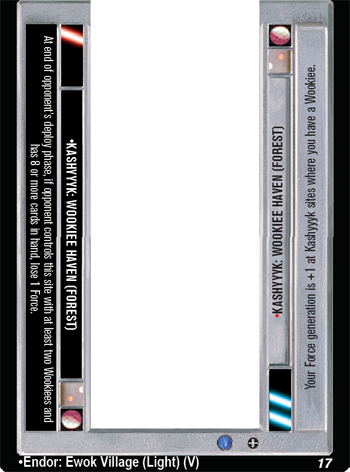 At end of opponent's deploy phase, if opponent controls this site with at least two Wookiees and
has 8 or more cards in hand, lose 1 Force.
•KASHYYYK: WOOKIEE HAVEN (FOREST)
•KASHYYYK: WOOKIEE HAVEN (FOREST)
Your Force generation is +1 at Kashyyyk sites where you have a Wookiee.
•Endor: Ewok Village (Light) (V)
17